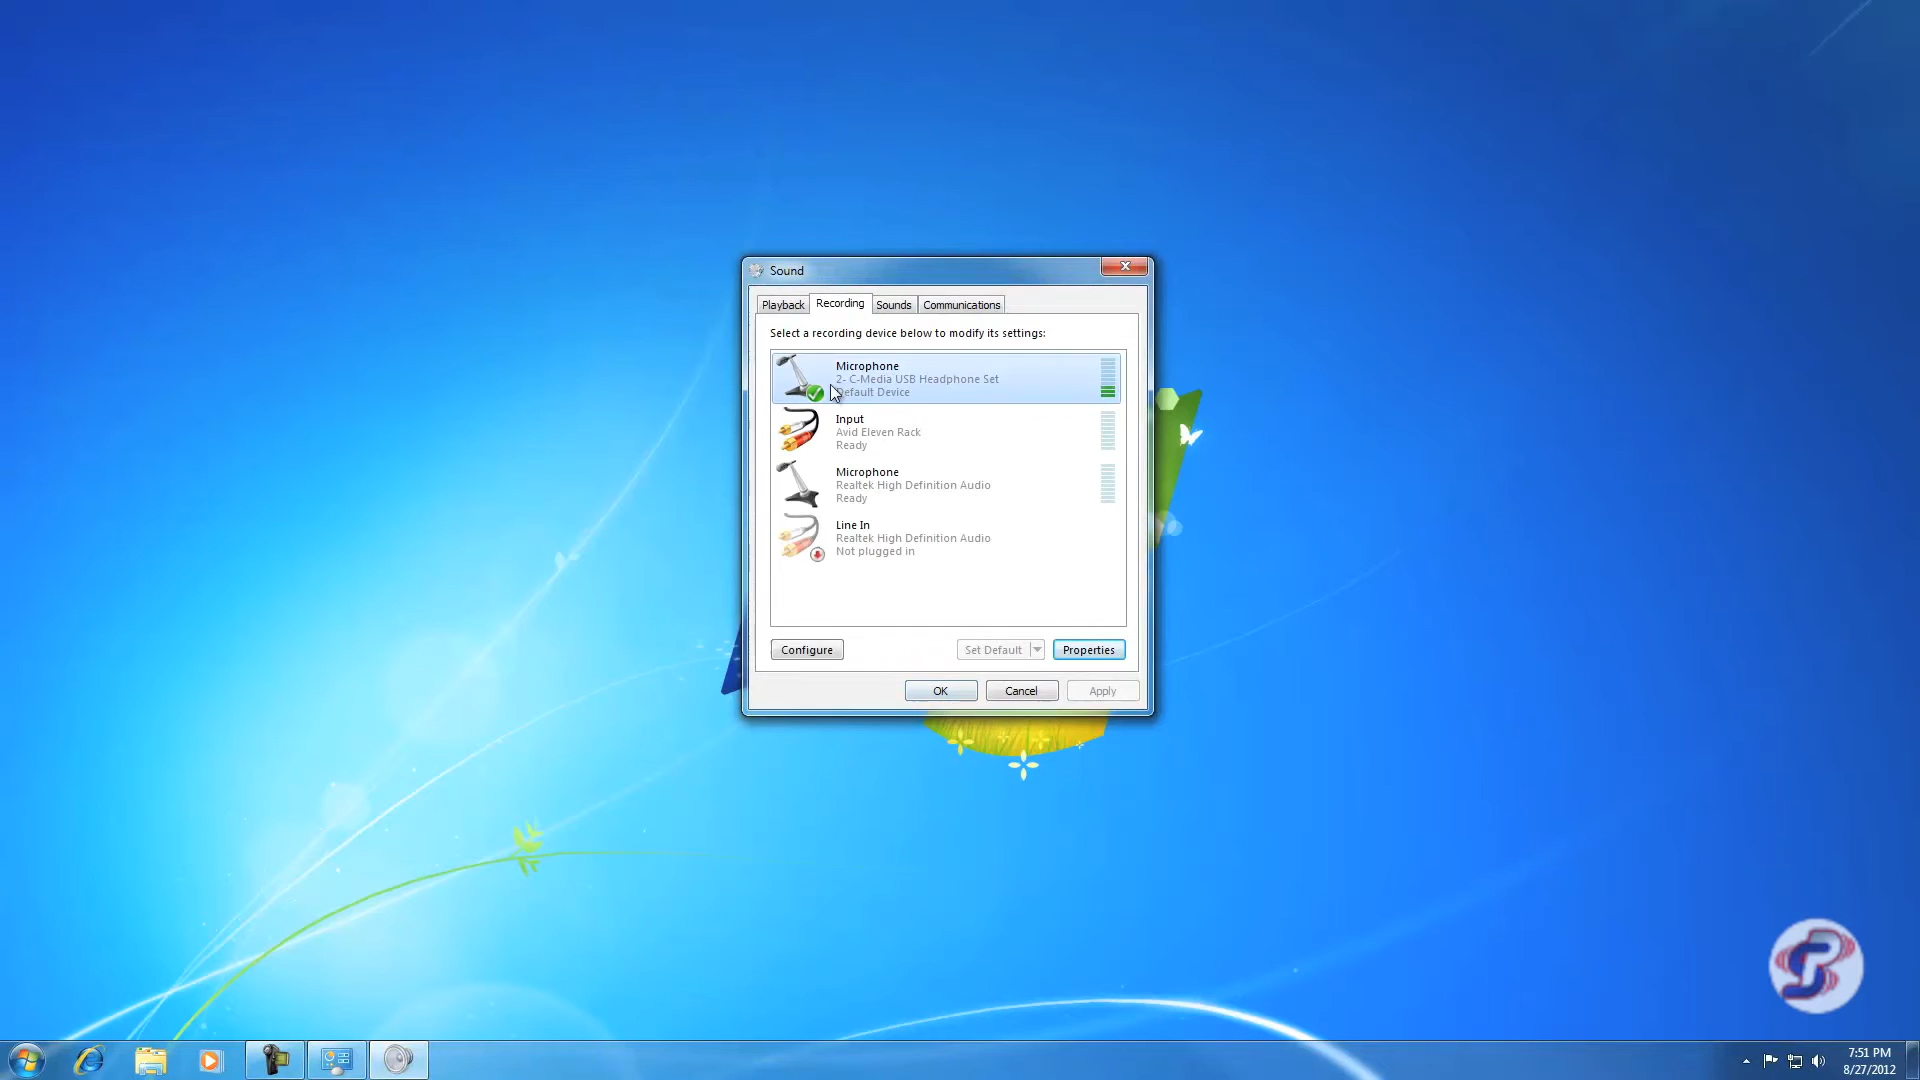 Sound
Playback
Recording
Sounds
Communications
Select a recording device below to modify its settings:
Microphone
2- C-Media USB Headphone Set
Default Device
Input
Avid Eleven Rack
Ready
Microphone
Realtek High Definition Audio
Ready
Line In
Realtek High Definition Audio
Not plugged in
Configure
Set Default
Properties
OK
Cancel
Apply
7:51 PM
8/27/2012